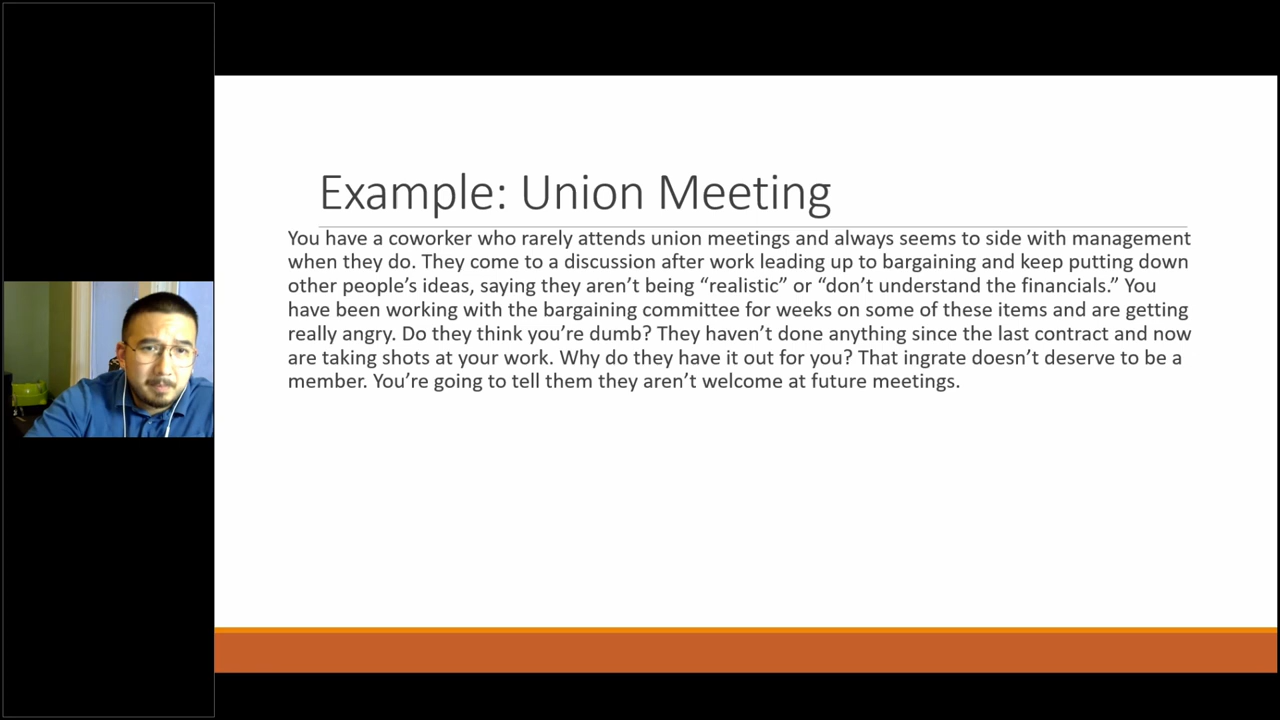 Example: Union Meeting
You have a coworker who rarely attends union meetings and always seems to side with management
when they do. They come to a discussion after work leading up to bargaining and keep putting down
other people’s ideas, saying they aren’t being “realistic” or “don’t understand the financials.” You
have been working with the bargaining committee for weeks on some of these items and are getting
really angry. Do they think you’re dumb? They haven’t done anything since the last contract and now
are taking shots at your work. Why do they have it out for you? That ingrate doesn’t deserve to be a
member. You’re going to tell them they aren’t welcome at future meetings.